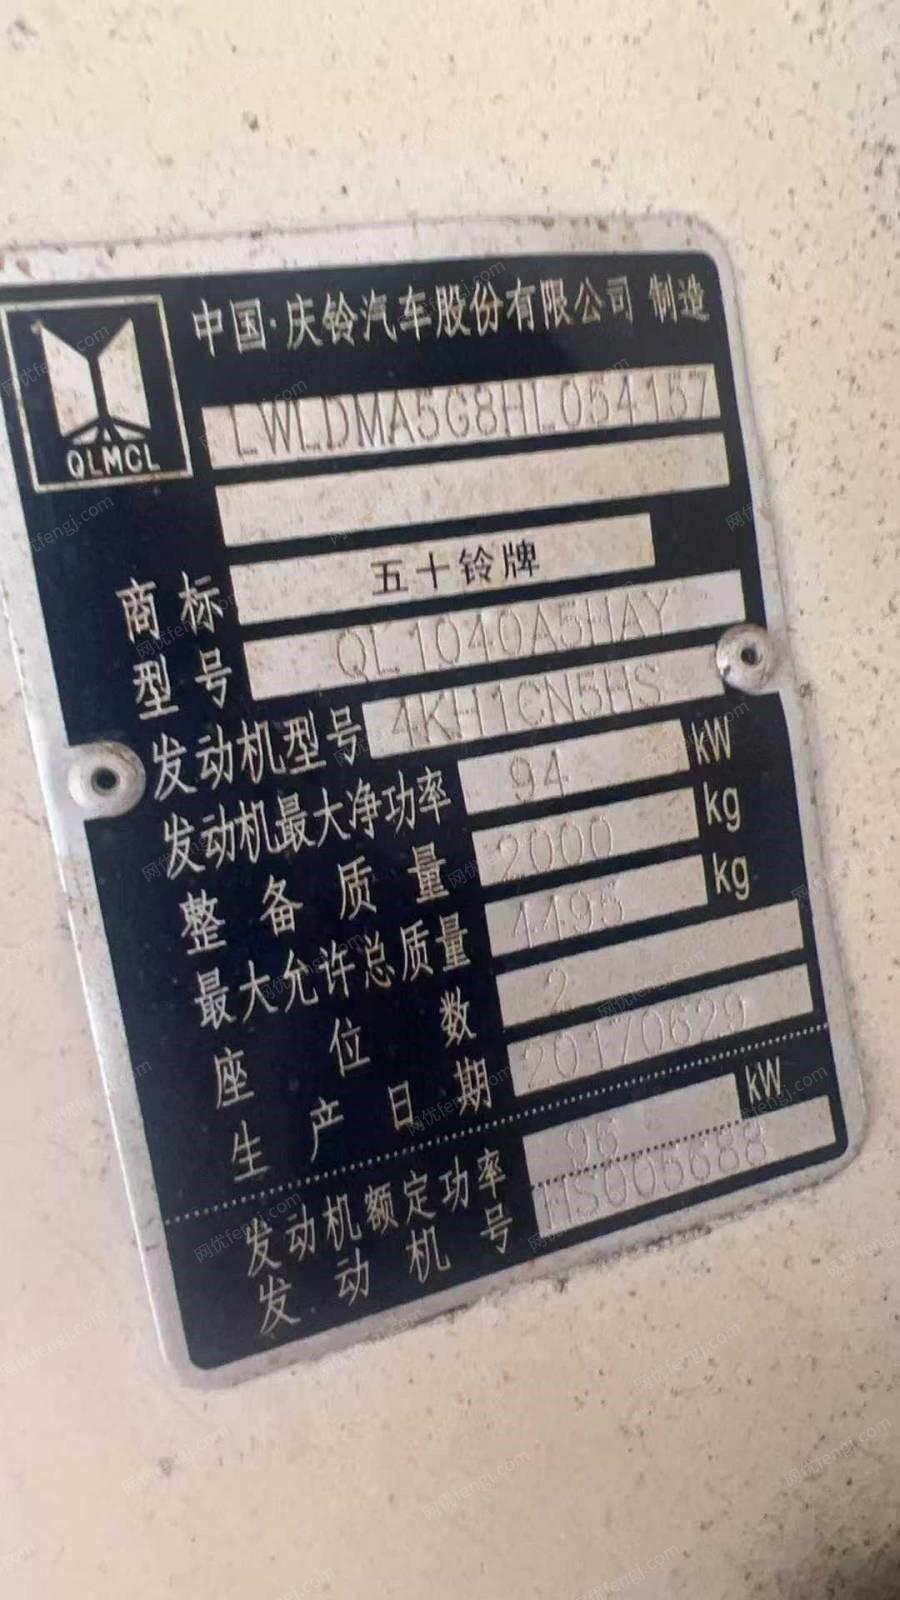 中国·庆铃汽车股份有限公司 制造
QLMCL
LWLDMA5G8HL054157
商标 五十铃牌
型号 QL1040A5HAY
发动机型号 4KH1CN5HS
发动机最大净功率 94 kW
整备质量 2000 kg
最大允许总质量 4495 kg
座位数 2
生产日期 20170629
发动机额定功率 96 kW
发动机号 HS005688